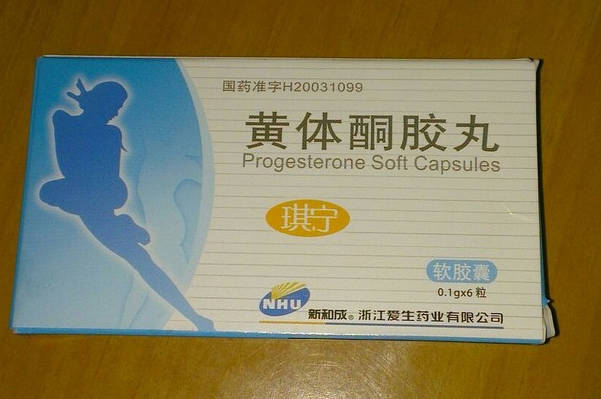 国药准字H20031099
黄体酮胶丸
Progesterone Soft Capsules
琪宁
软胶囊
0.1gx6粒
NHU 新和成® 浙江爱生药业有限公司